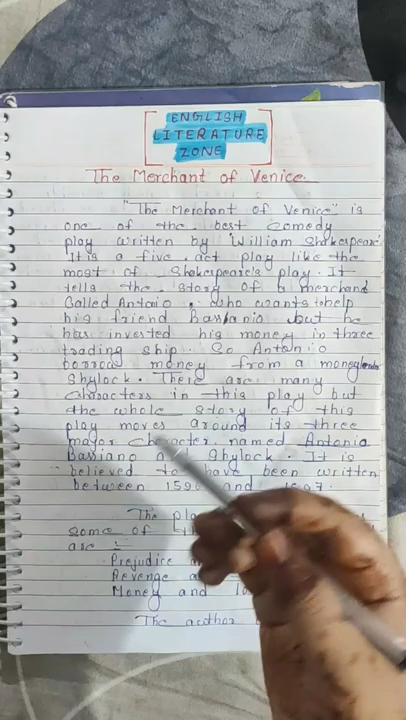 ENGLISH
LITERATURE
ZONE
The Merchant of Venice.
"The Merchant of Venice" is
one of the best comedy
play written by William Shakespeare
It is a five act play like the
most of Shakespeare's play. It
tells the story of a merchand
Called Antoio. Who wants to help
his friend Bassanio but he
has invested his money in three
trading ship. So Antonio
borrow money from a moneylender
Shylock. There are many
Characters in this play but
the whole story of this
play moves around its three
major character named Antonio
Bassiano and Shylock. It is
believed to have been written
between and
The
some of
are :-
Prejudice
Revenge
Money and
The author